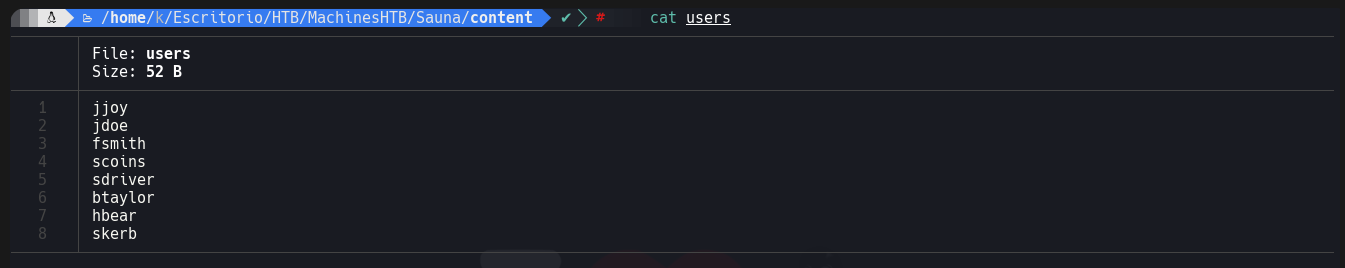 /home/k/Escritorio/HTB/MachinesHTB/Sauna/content ✔ # cat users
File: users
Size: 52 B
1 jjoy
2 jdoe
3 fsmith
4 scoins
5 sdriver
6 btaylor
7 hbear
8 skerb